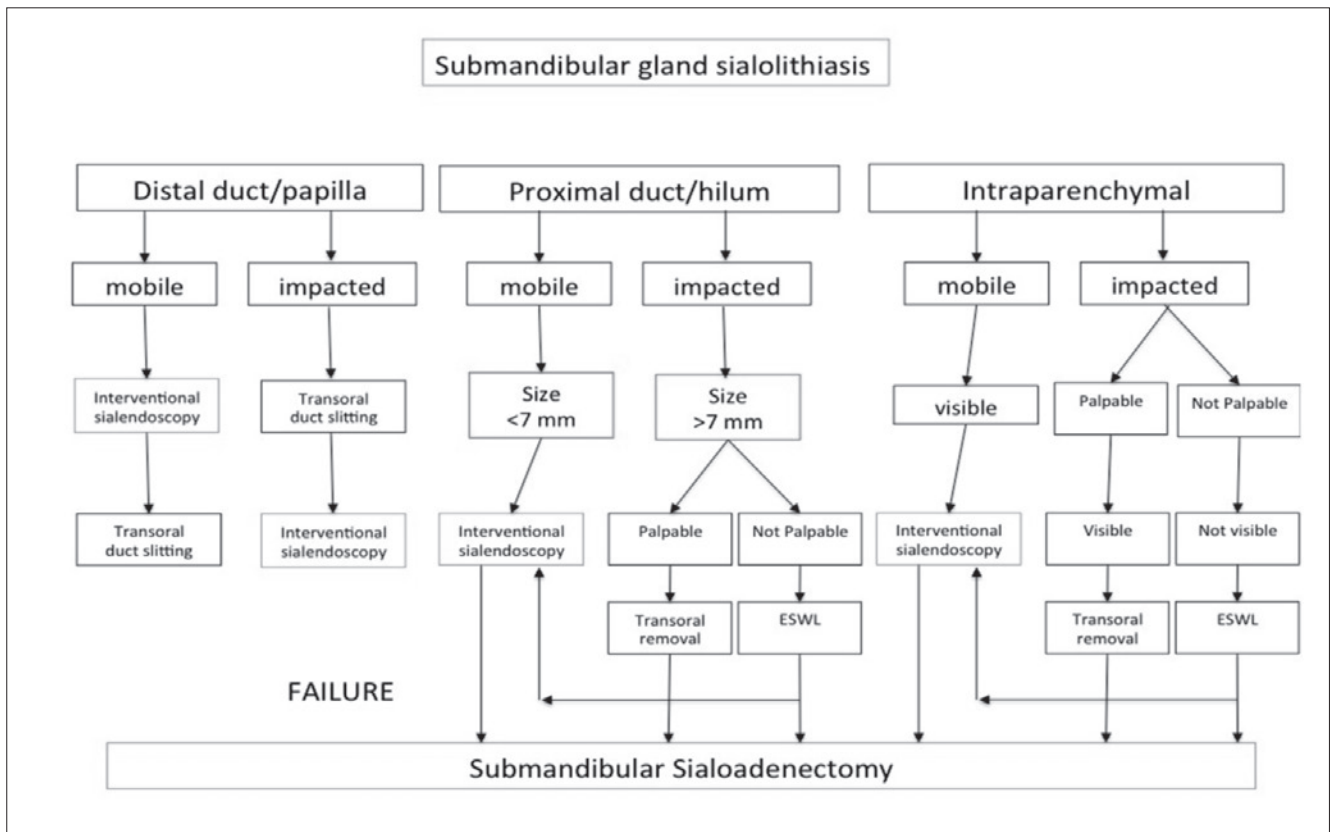 Submandibular gland sialolithiasis
Distal duct/papilla
Proximal duct/hilum
Intraparenchymal
mobile
impacted
mobile
impacted
mobile
impacted
Interventional
sialendoscopy
Transoral
duct slitting
Size
<7 mm
Size
>7 mm
visible
Palpable
Not Palpable
Transoral
duct slitting
Interventional
sialendoscopy
Interventional
sialendoscopy
Palpable
Not Palpable
Interventional
sialendoscopy
Visible
Not visible
Transoral
removal
ESWL
Transoral
removal
ESWL
FAILURE
Submandibular Sialoadenectomy